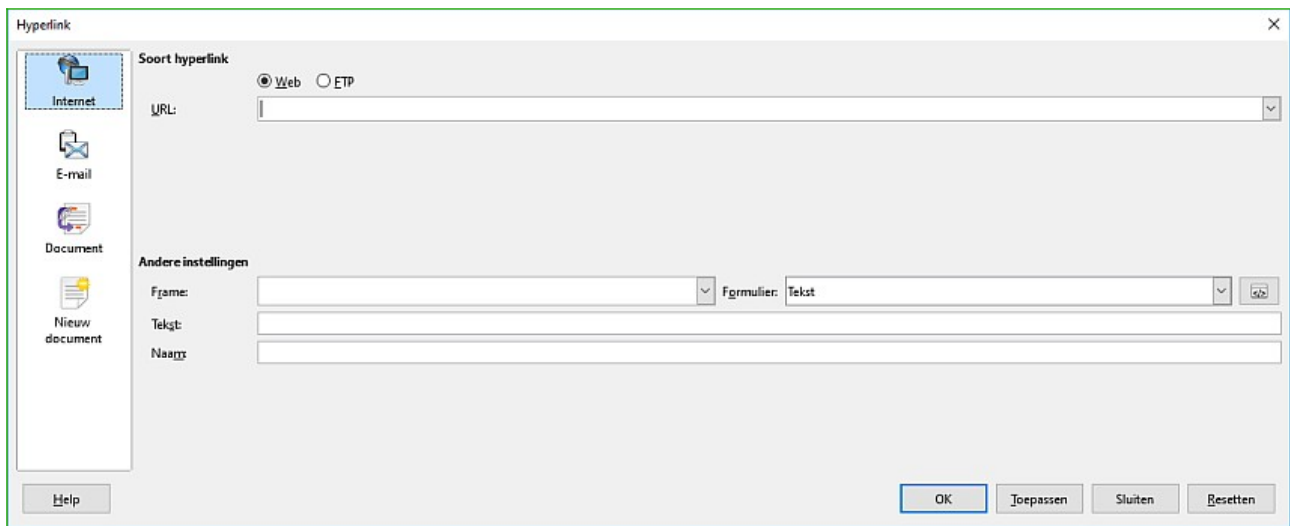 Hyperlink
Internet
E-mail
Document
Nieuw
document
Soort hyperlink
Web FTP
URL:
Andere instellingen
Frame: Formulier: Tekst
Tekst:
Naam:
Help OK Toepassen Sluiten Resetten